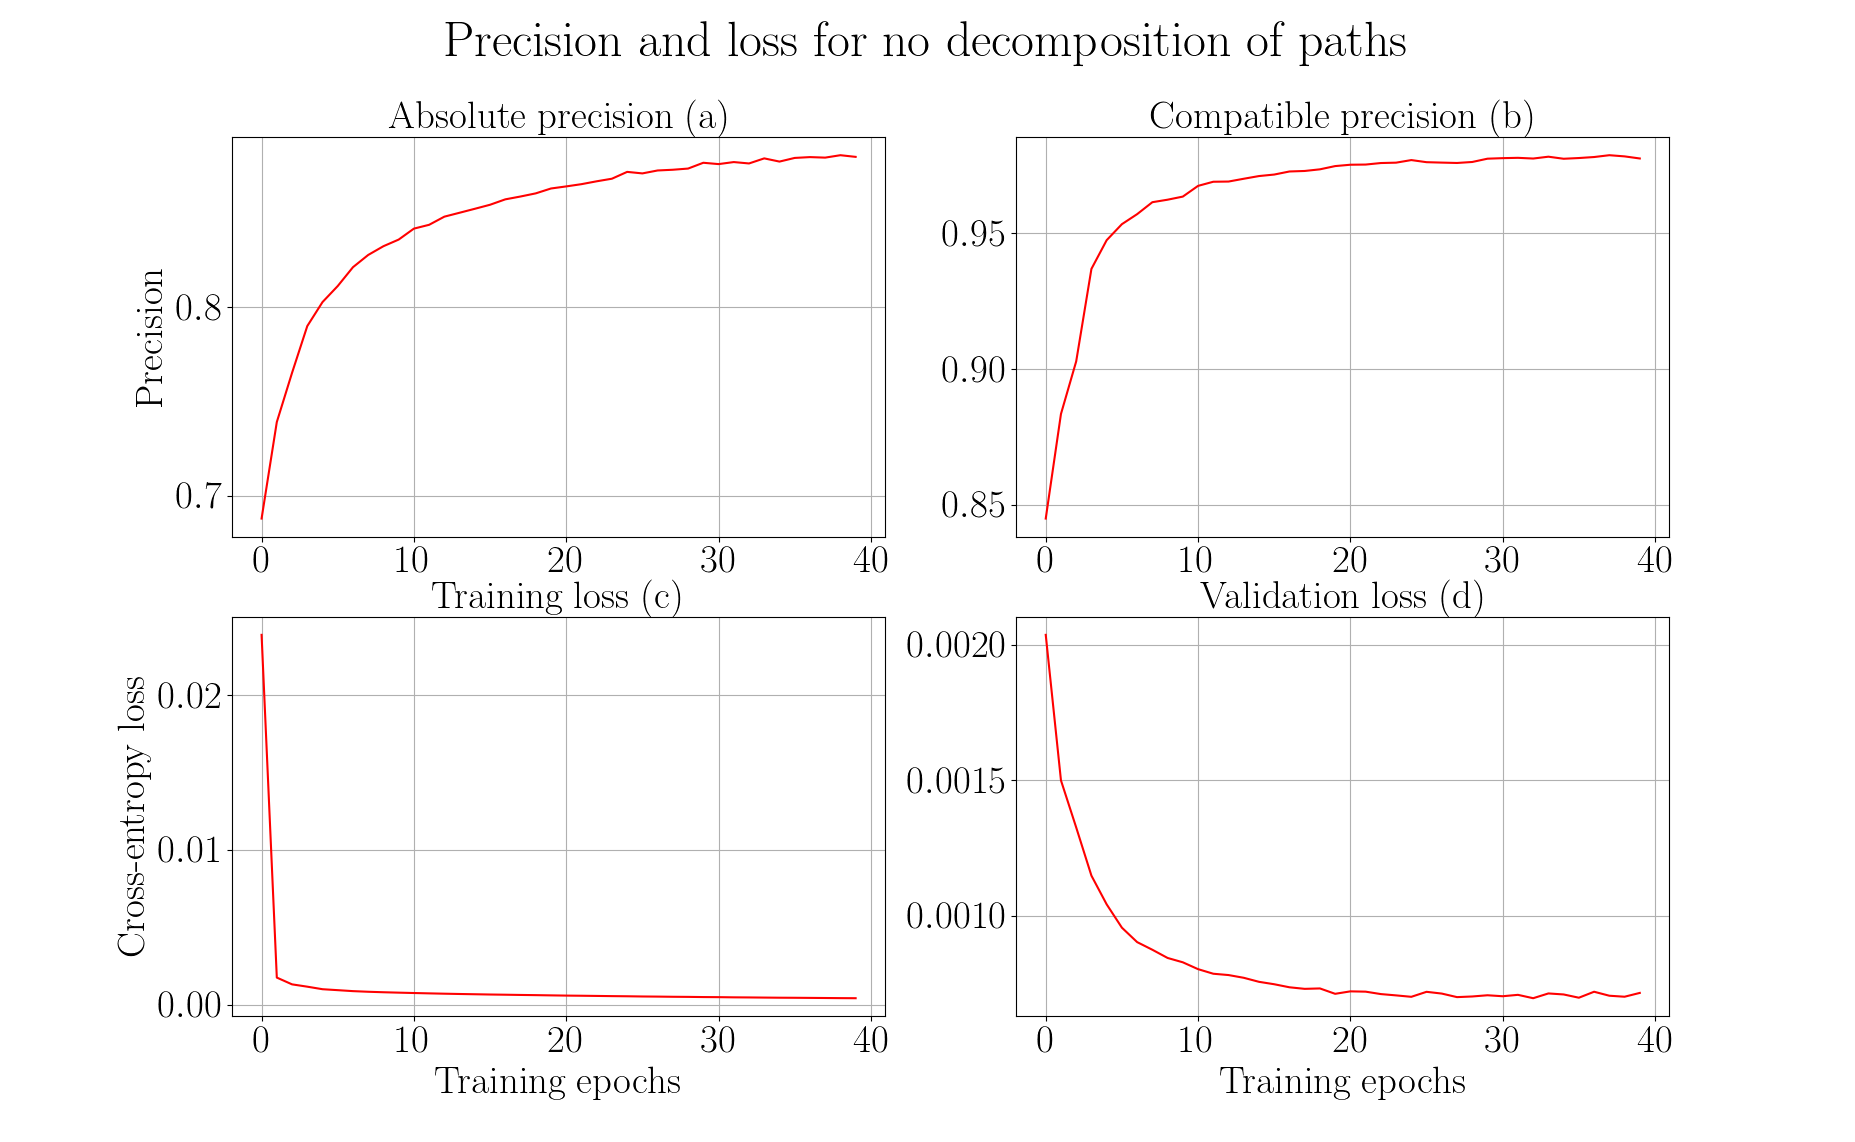 Precision and loss for no decomposition of paths
Absolute precision (a)
Precision
0.8
0.7
0 10 20 30 40
Compatible precision (b)
0.95
0.90
0.85
0 10 20 30 40
Training loss (c)
Cross-entropy loss
0.02
0.01
0.00
0 10 20 30 40
Training epochs
Validation loss (d)
0.0020
0.0015
0.0010
0 10 20 30 40
Training epochs